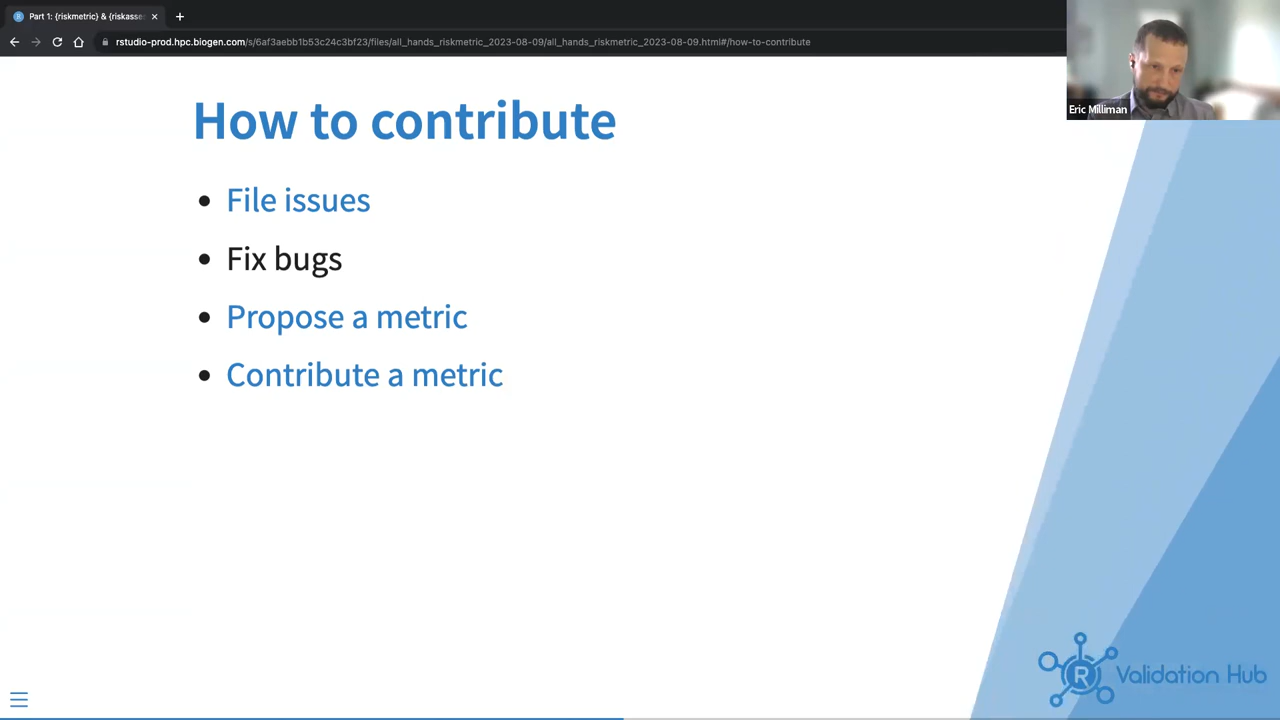 Part 1: {riskmetric} & {riskasses
rstudio-prod.hpc.biogen.com/s/6af3aebb1b53c24c3bf23/files/all_hands_riskmetric_2023-08-09/all_hands_riskmetric_2023-08-09.html#/how-to-contribute
Eric Milliman
How to contribute
File issues
Fix bugs
Propose a metric
Contribute a metric
R Validation Hub